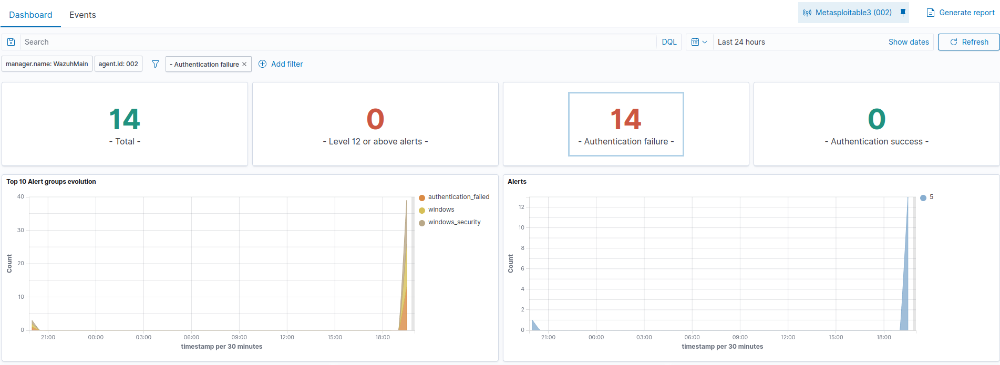 Dashboard Events Metasploitable3 (002) Generate report
Search DQL Last 24 hours Show dates Refresh
manager.name: WazuhMain agent.id: 002 - Authentication failure × Add filter
14 0 14 0
- Total - - Level 12 or above alerts - - Authentication failure - - Authentication success -
Top 10 Alert groups evolution
40
30
20
10
0
Count
21:00 00:00 03:00 06:00 09:00 12:00 15:00 18:00
timestamp per 30 minutes
authentication_failed
windows
windows_security
Alerts
12
10
8
6
4
2
0
Count
21:00 00:00 03:00 06:00 09:00 12:00 15:00 18:00
timestamp per 30 minutes
5